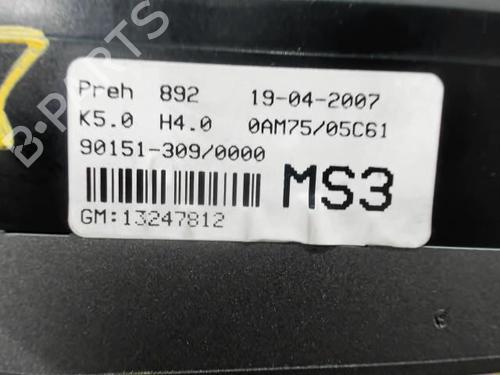 B-PARTS
Preh 892 19-04-2007
K5.0 H4.0 0AM75/05C61
90151-309/0000
MS3
GM:13247812